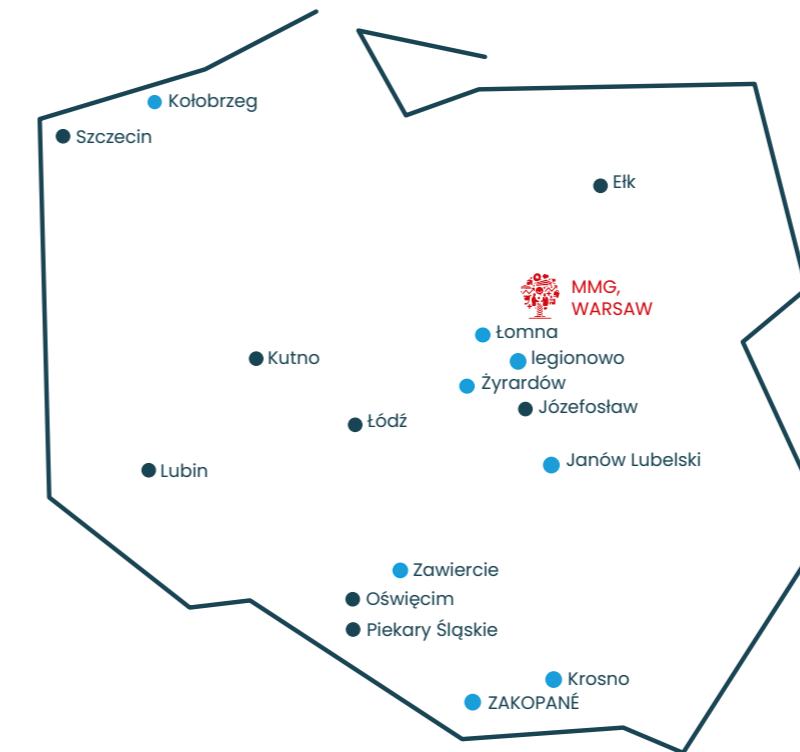 Kołobrzeg
Szczecin
Ełk
MMG,
WARSAW
Łomna
legionowo
Kutno
Żyrardów
Józefosław
Łódź
Janów Lubelski
Lubin
Zawiercie
Oświęcim
Piekary Śląskie
Krosno
ZAKOPANÉ